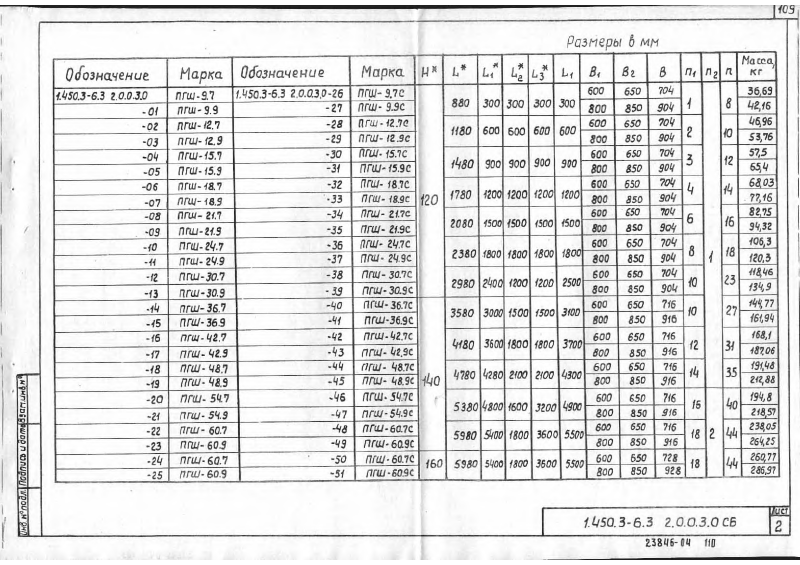 109
Размеры в мм
Обозначение Марка Обозначение Марка H* L* L1* L2* L3* L1 B1 B2 B n1 n2 n Масса, кг
1.450.3-6.3 2.0.0.3.0 ПГШ-9.7 1.450.3-6.3 2.0.0.3.0-26 ПГШ-9.7С 120 880 300 300 300 300 600 650 704 1 1 8 36,69
-01 ПГШ-9.9 -27 ПГШ-9.9С 800 850 904 42,16
-02 ПГШ-12.7 -28 ПГШ-12.7С 1180 600 600 600 600 600 650 704 2 10 46,96
-03 ПГШ-12.9 -29 ПГШ-12.9С 800 850 904 53,76
-04 ПГШ-15.7 -30 ПГШ-15.7С 1480 900 900 900 900 600 650 704 3 12 57,5
-05 ПГШ-15.9 -31 ПГШ-15.9С 800 850 904 65,4
-06 ПГШ-18.7 -32 ПГШ-18.7С 1780 1200 1200 1200 1200 600 650 704 4 14 68,03
-07 ПГШ-18.9 -33 ПГШ-18.9С 800 850 904 77,16
-08 ПГШ-21.7 -34 ПГШ-21.7С 2080 1500 1500 1500 1500 600 650 704 6 16 82,75
-09 ПГШ-21.9 -35 ПГШ-21.9С 800 850 904 94,32
-10 ПГШ-24.7 -36 ПГШ-24.7С 2380 1800 1800 1800 1800 600 650 704 8 18 106,3
-11 ПГШ-24.9 -37 ПГШ-24.9С 800 850 904 120,3
-12 ПГШ-30.7 -38 ПГШ-30.7С 2980 2400 1200 1200 2500 600 650 704 10 23 118,46
-13 ПГШ-30.9 -39 ПГШ-30.9С 800 850 904 134,9
-14 ПГШ-36.7 -40 ПГШ-36.7С 140 3580 3000 1500 1500 3100 600 650 716 10 2 27 144,77
-15 ПГШ-36.9 -41 ПГШ-36.9С 800 850 916 161,94
-16 ПГШ-42.7 -42 ПГШ-42.7С 4180 3600 1800 1800 3700 600 650 716 12 31 168,1
-17 ПГШ-42.9 -43 ПГШ-42.9С 800 850 916 187,06
-18 ПГШ-48.7 -44 ПГШ-48.7С 4780 4280 2100 2100 4300 600 650 716 14 35 191,48
-19 ПГШ-48.9 -45 ПГШ-48.9С 800 850 916 212,88
-20 ПГШ-54.7 -46 ПГШ-54.7С 5380 4800 1600 3200 4900 600 650 716 16 40 194,8
-21 ПГШ-54.9 -47 ПГШ-54.9С 800 850 916 218,57
-22 ПГШ-60.7 -48 ПГШ-60.7С 5980 5400 1800 3600 5500 600 650 716 18 44 238,05
-23 ПГШ-60.9 -49 ПГШ-60.9С 800 850 916 264,25
-24 ПГШ-60.7 -50 ПГШ-60.7С 160 5980 5400 1800 3600 5500 600 650 728 18 44 260,77
-25 ПГШ-60.9 -51 ПГШ-60.9С 800 850 928 286,97
Инв.№ подл. Подпись и дата Взам.инв.№
1.450.3-6.3 2.0.0.3.0 СБ
Лист
2
23846-04 110